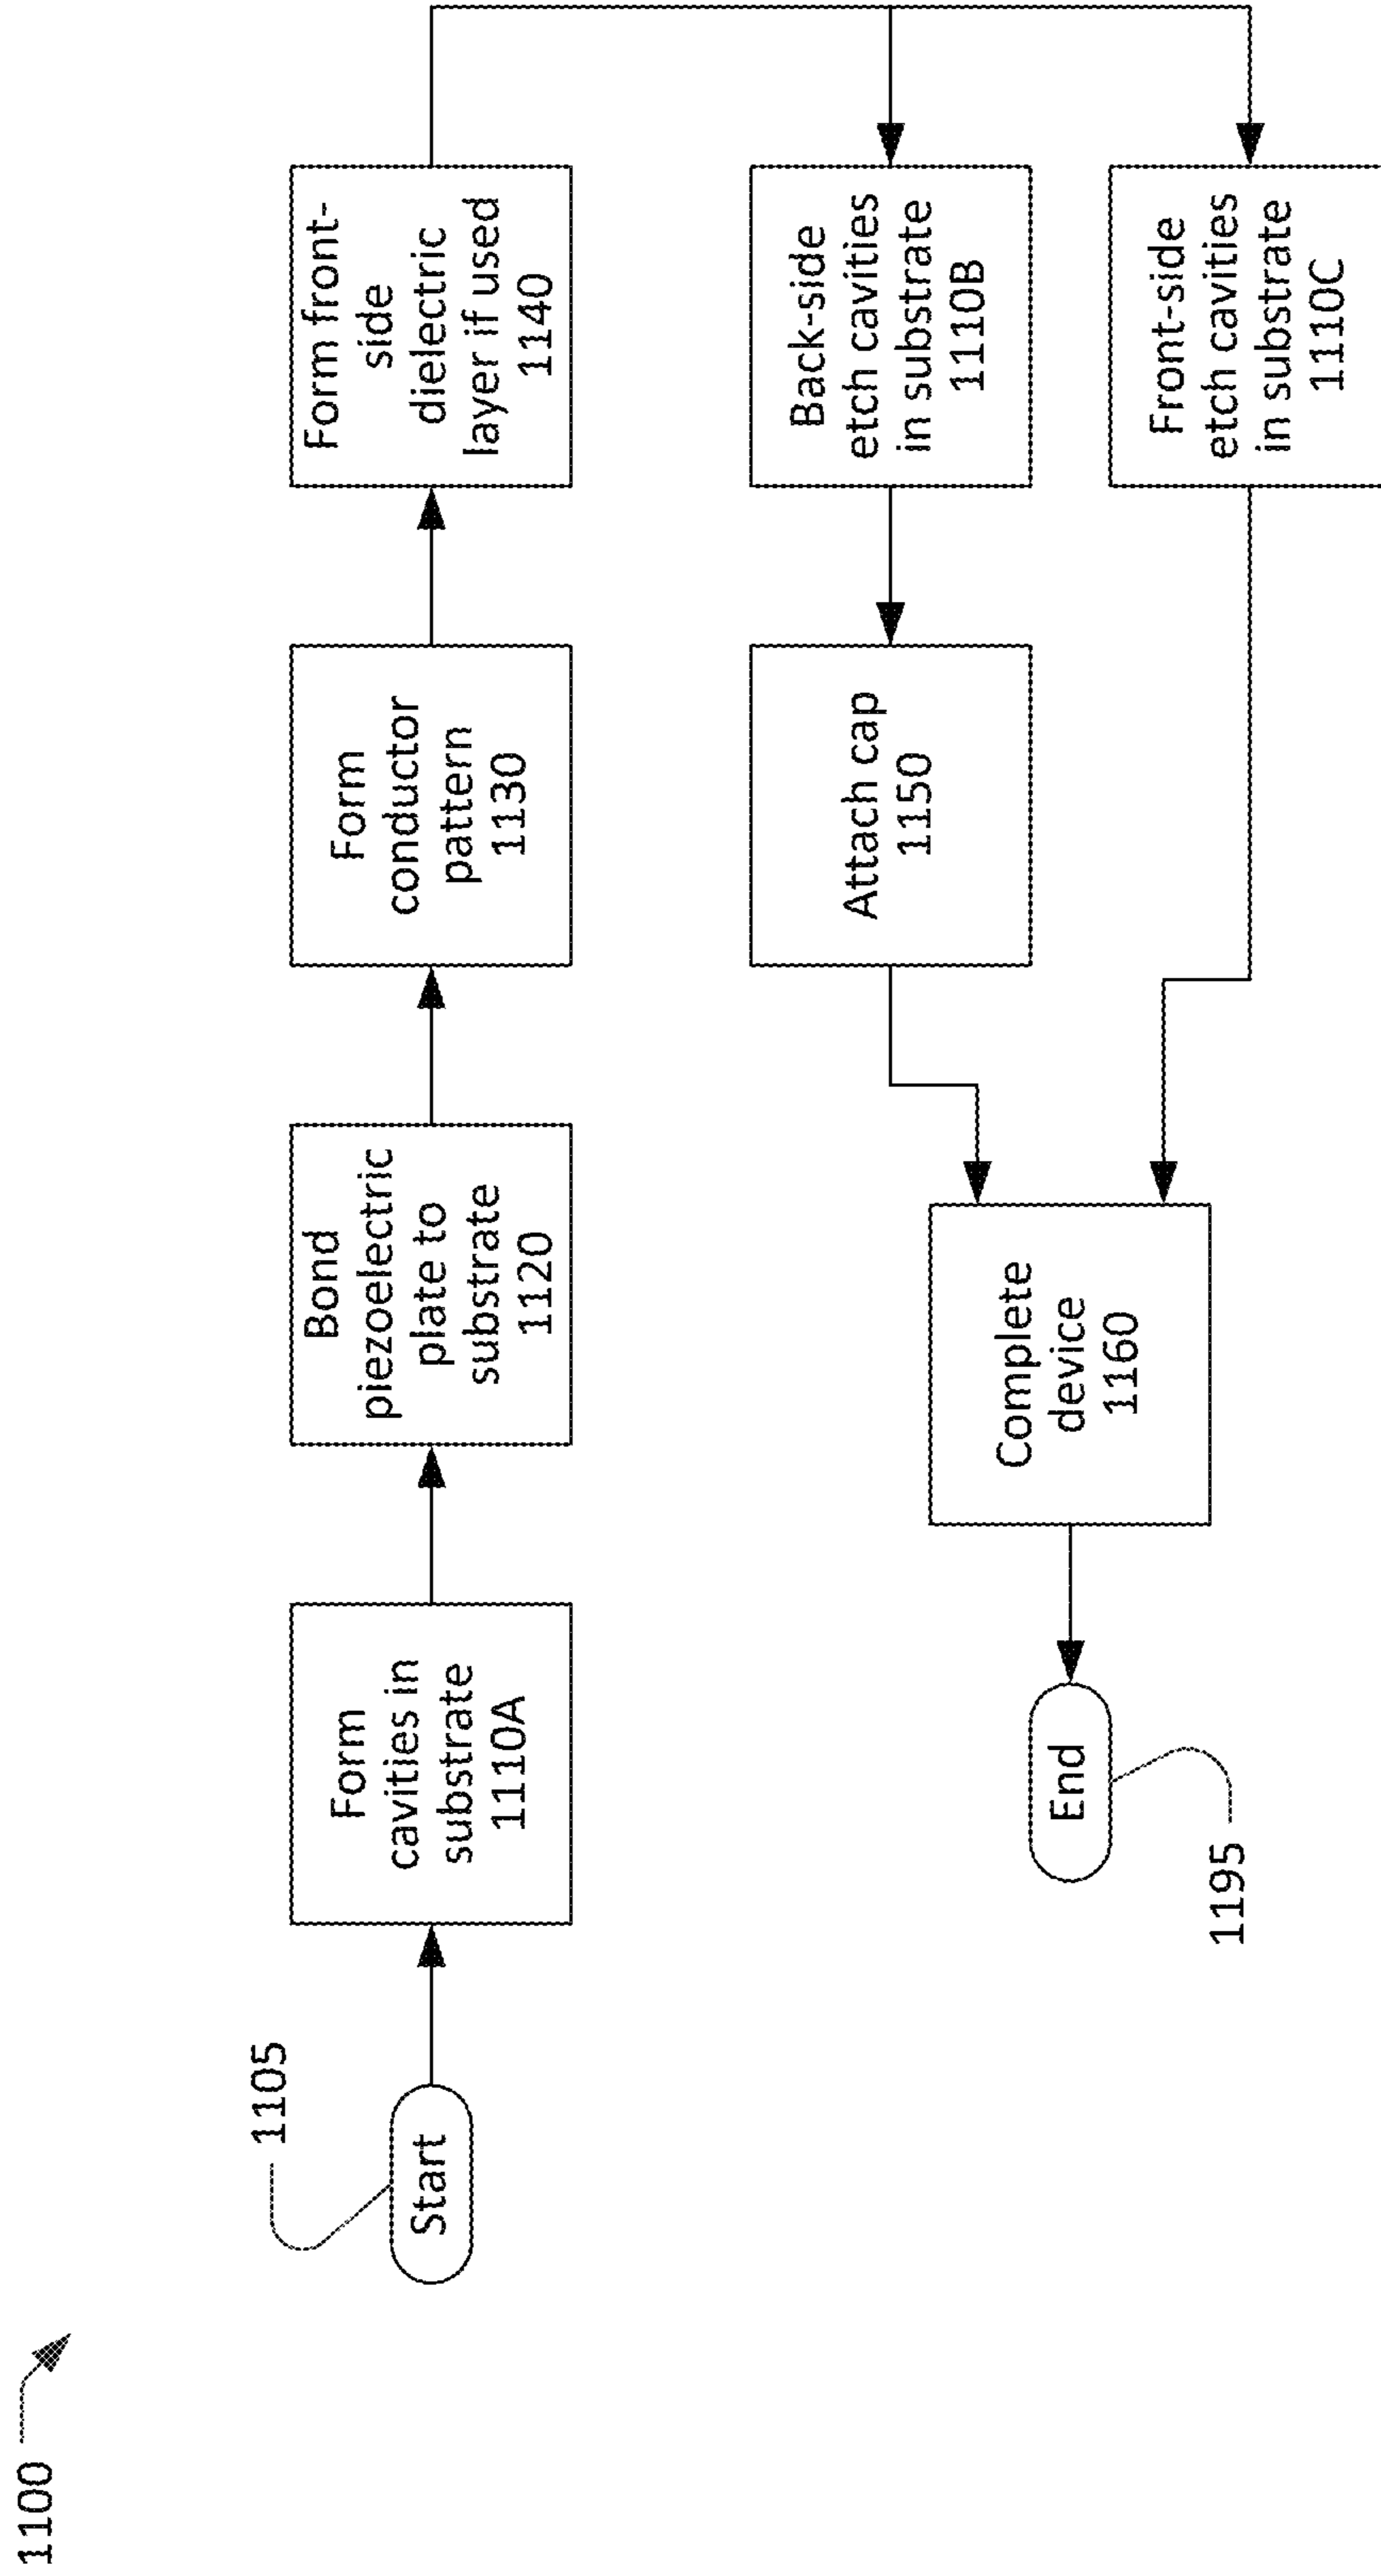 1100
1105
Start
Form
cavities in
substrate
1110A
Bond
piezoelectric
plate to
substrate
1120
Form
conductor
pattern
1130
Form front-
side
dielectric
layer if used
1140
Back-side
etch cavities
in substrate
1110B
Attach cap
1150
Front-side
etch cavities
in substrate
1110C
Complete
device
1160
End
1195